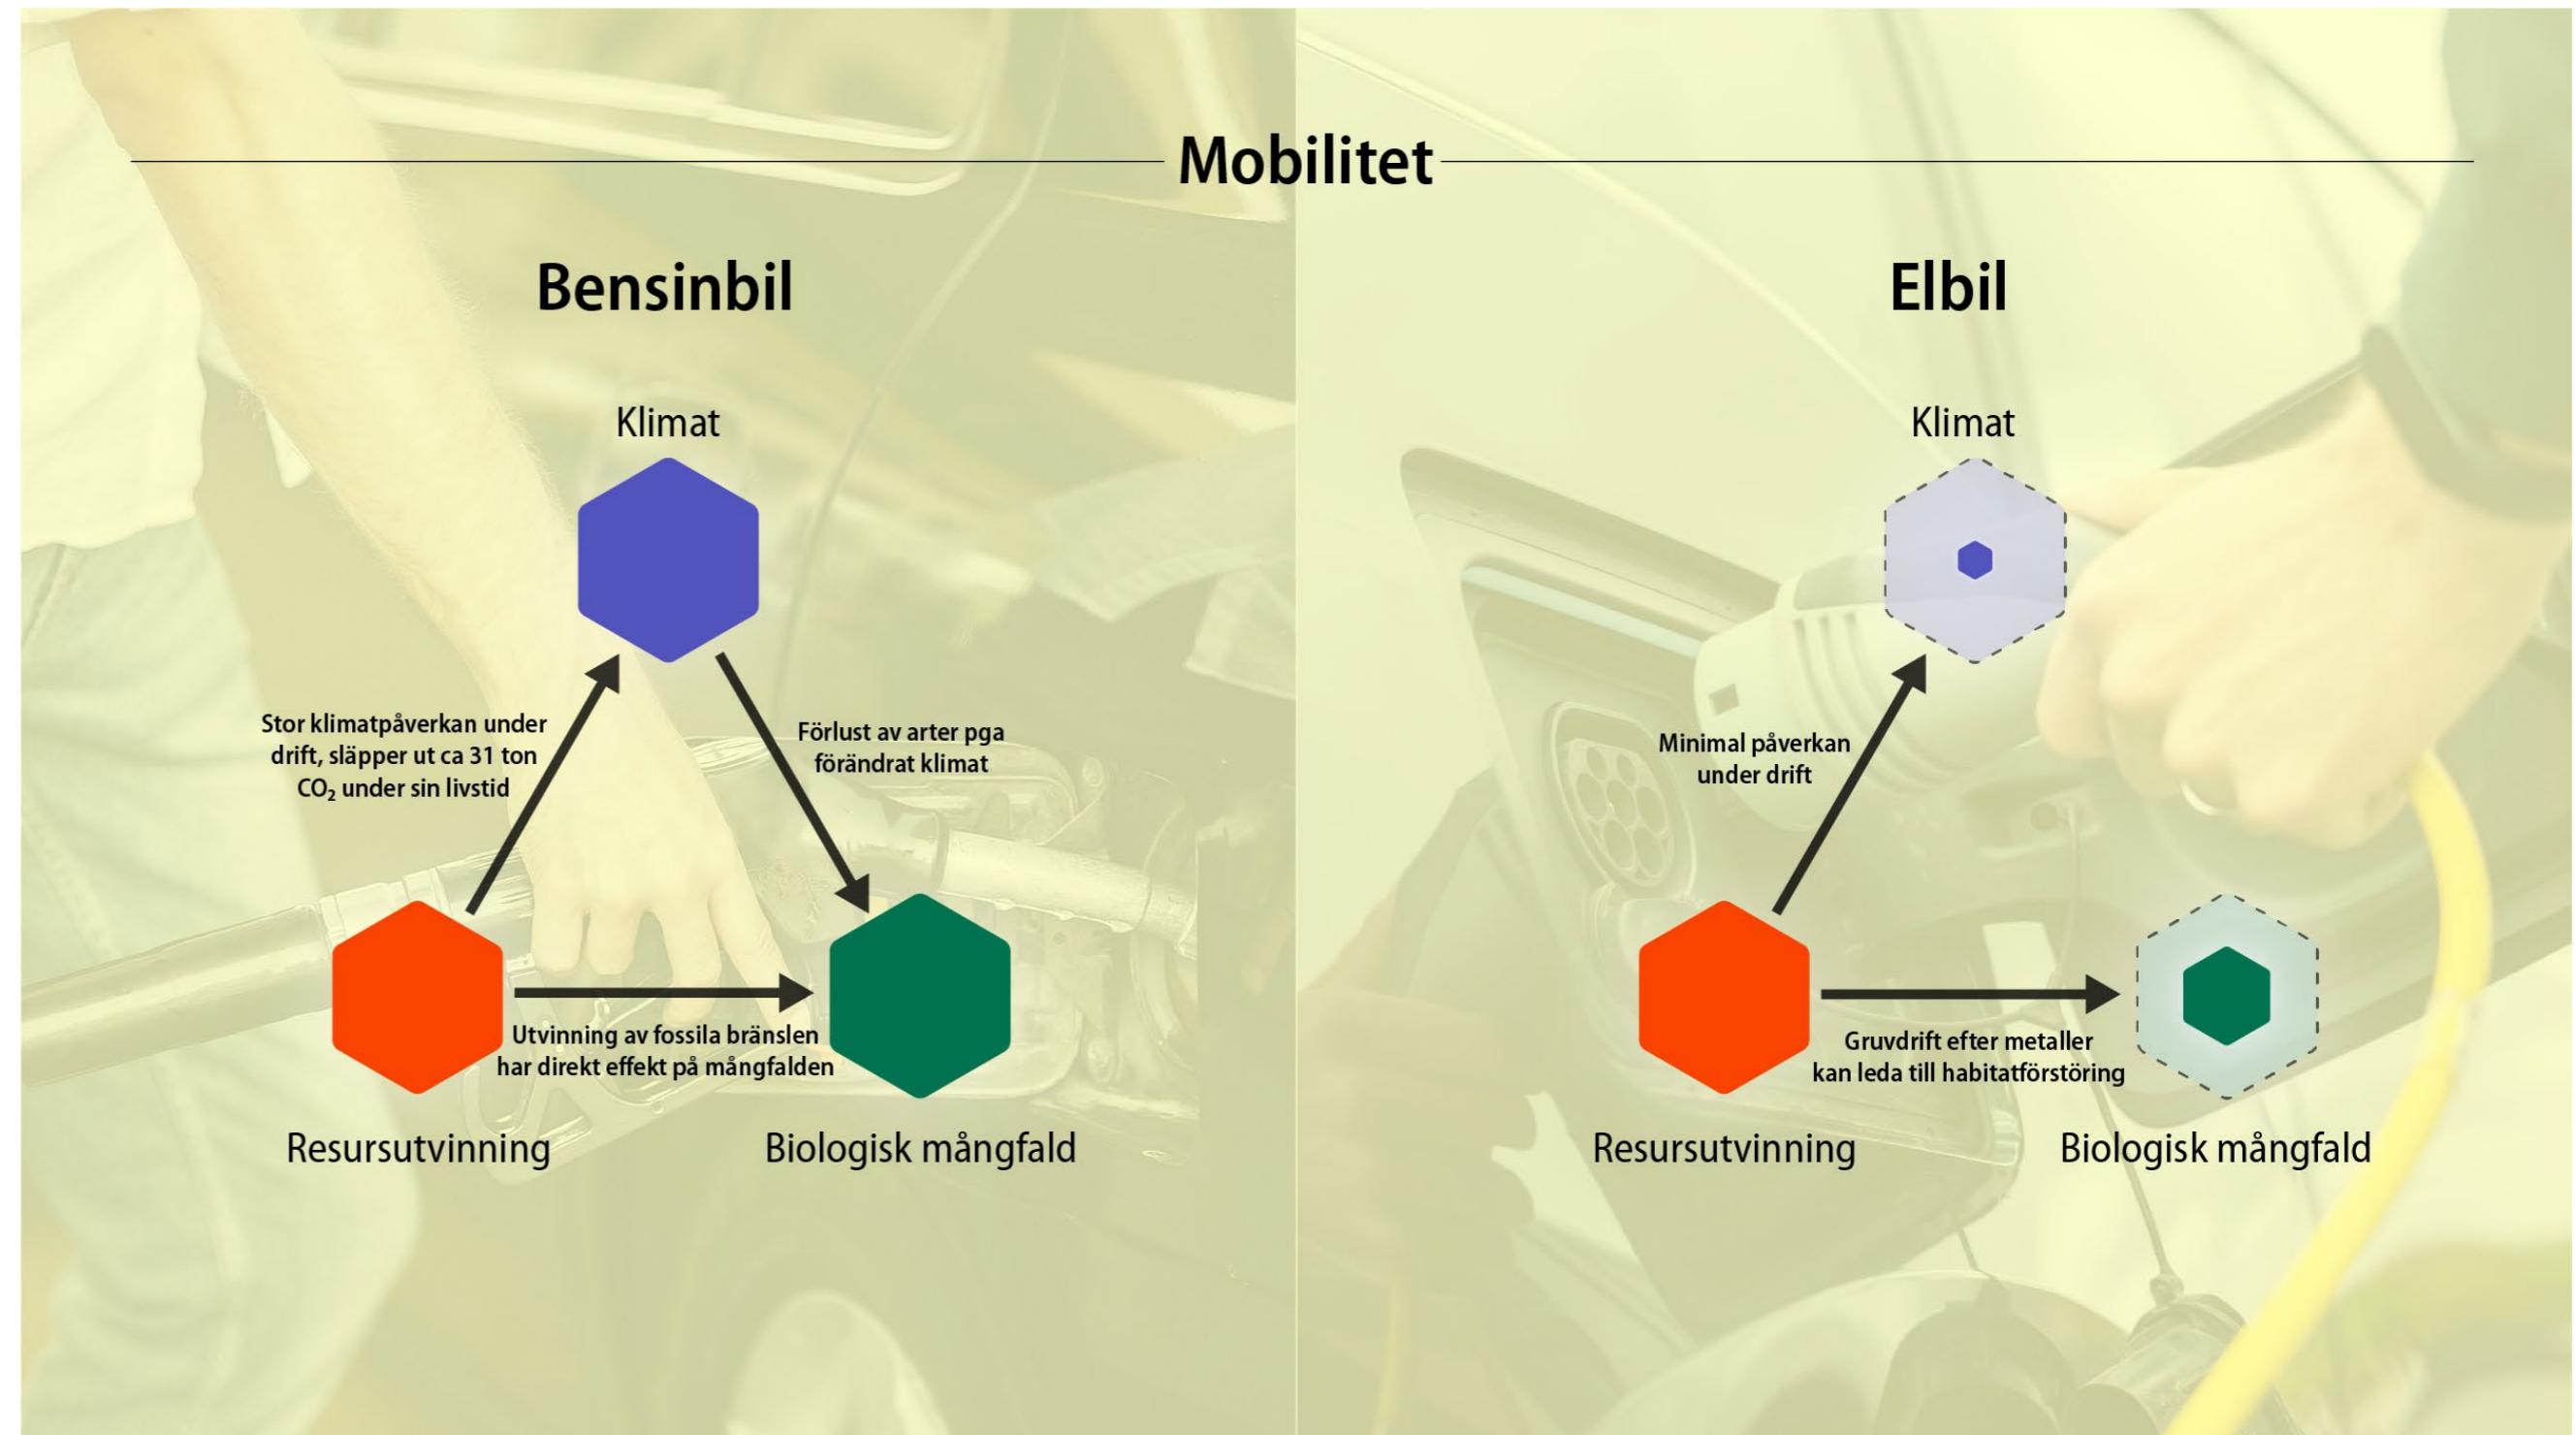 Mobilitet
Bensinbil
Klimat
Stor klimatpåverkan under
drift, släpper ut ca 31 ton
CO₂ under sin livstid
Förlust av arter pga
förändrat klimat
Utvinning av fossila bränslen
har direkt effekt på mångfalden
Resursutvinning
Biologisk mångfald
Elbil
Klimat
Minimal påverkan
under drift
Gruvdrift efter metaller
kan leda till habitatförstöring
Resursutvinning
Biologisk mångfald